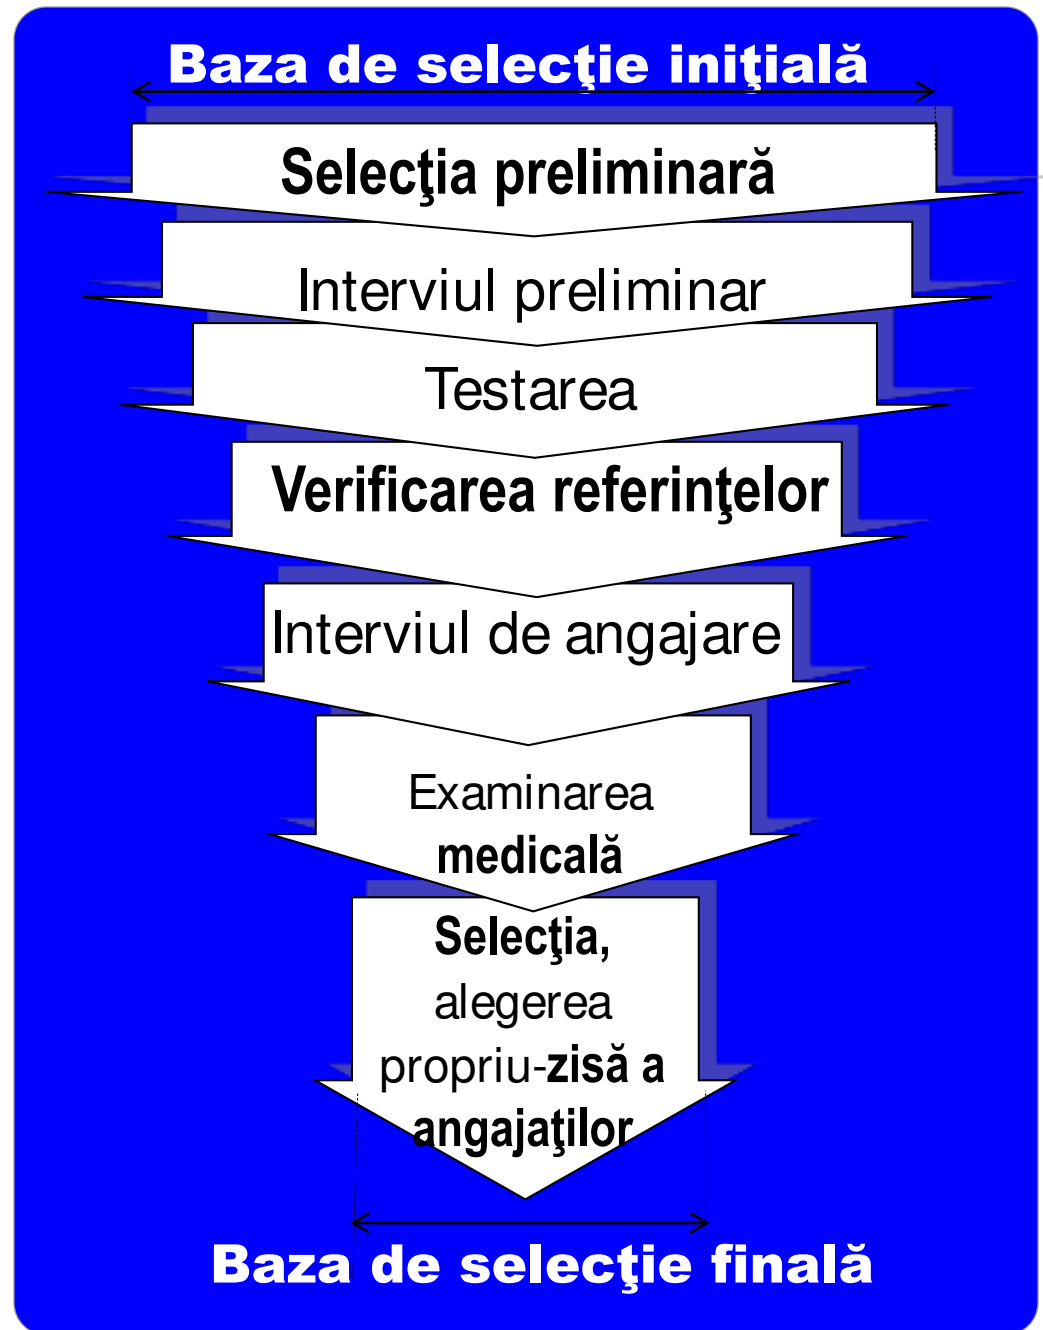 Baza de selecţie iniţială
Selecţia preliminară
Interviul preliminar
Testarea
Verificarea referinţelor
Interviul de angajare
Examinarea
medicală
Selecţia,
alegerea
propriu-zisă a
angajaţilor
Baza de selecţie finală